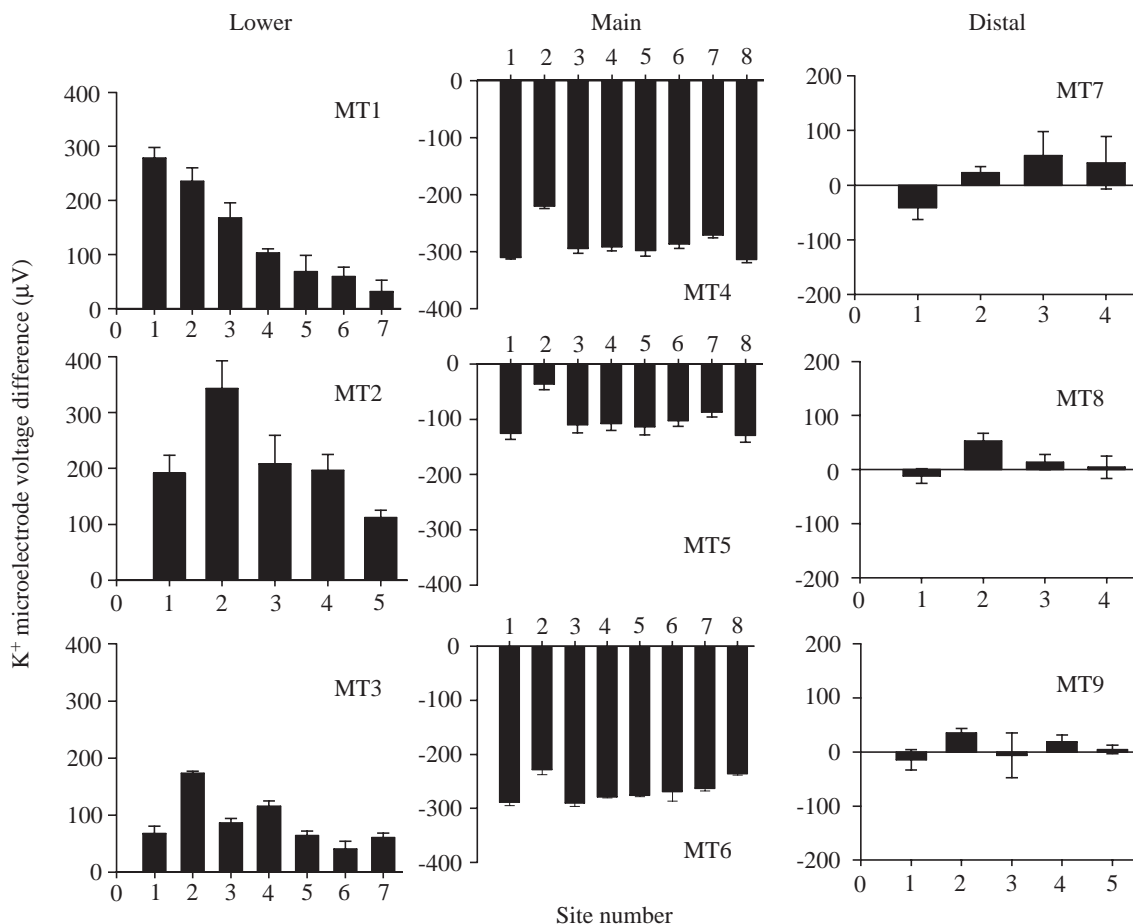 Lower Main Distal
K+ microelectrode voltage difference (μV)
400
300
200
100
0
MT1
0 1 2 3 4 5 6 7
1 2 3 4 5 6 7 8
-0
-100
-200
-300
-400
MT4
200
100
0
-100
-200
MT7
0 1 2 3 4
400
300
200
100
0
MT2
0 1 2 3 4 5
1 2 3 4 5 6 7 8
-0
-100
-200
-300
-400
MT5
200
100
0
-100
-200
MT8
0 1 2 3 4
400
300
200
100
0
MT3
0 1 2 3 4 5 6 7
1 2 3 4 5 6 7 8
-0
-100
-200
-300
-400
MT6
200
100
0
-100
-200
MT9
0 1 2 3 4 5
Site number